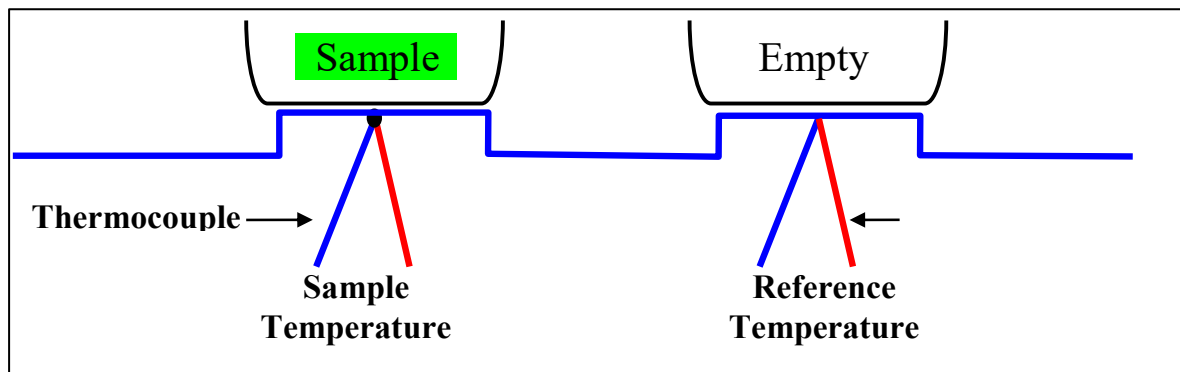 Sample
Empty
Thermocouple
Sample
Temperature
Reference
Temperature